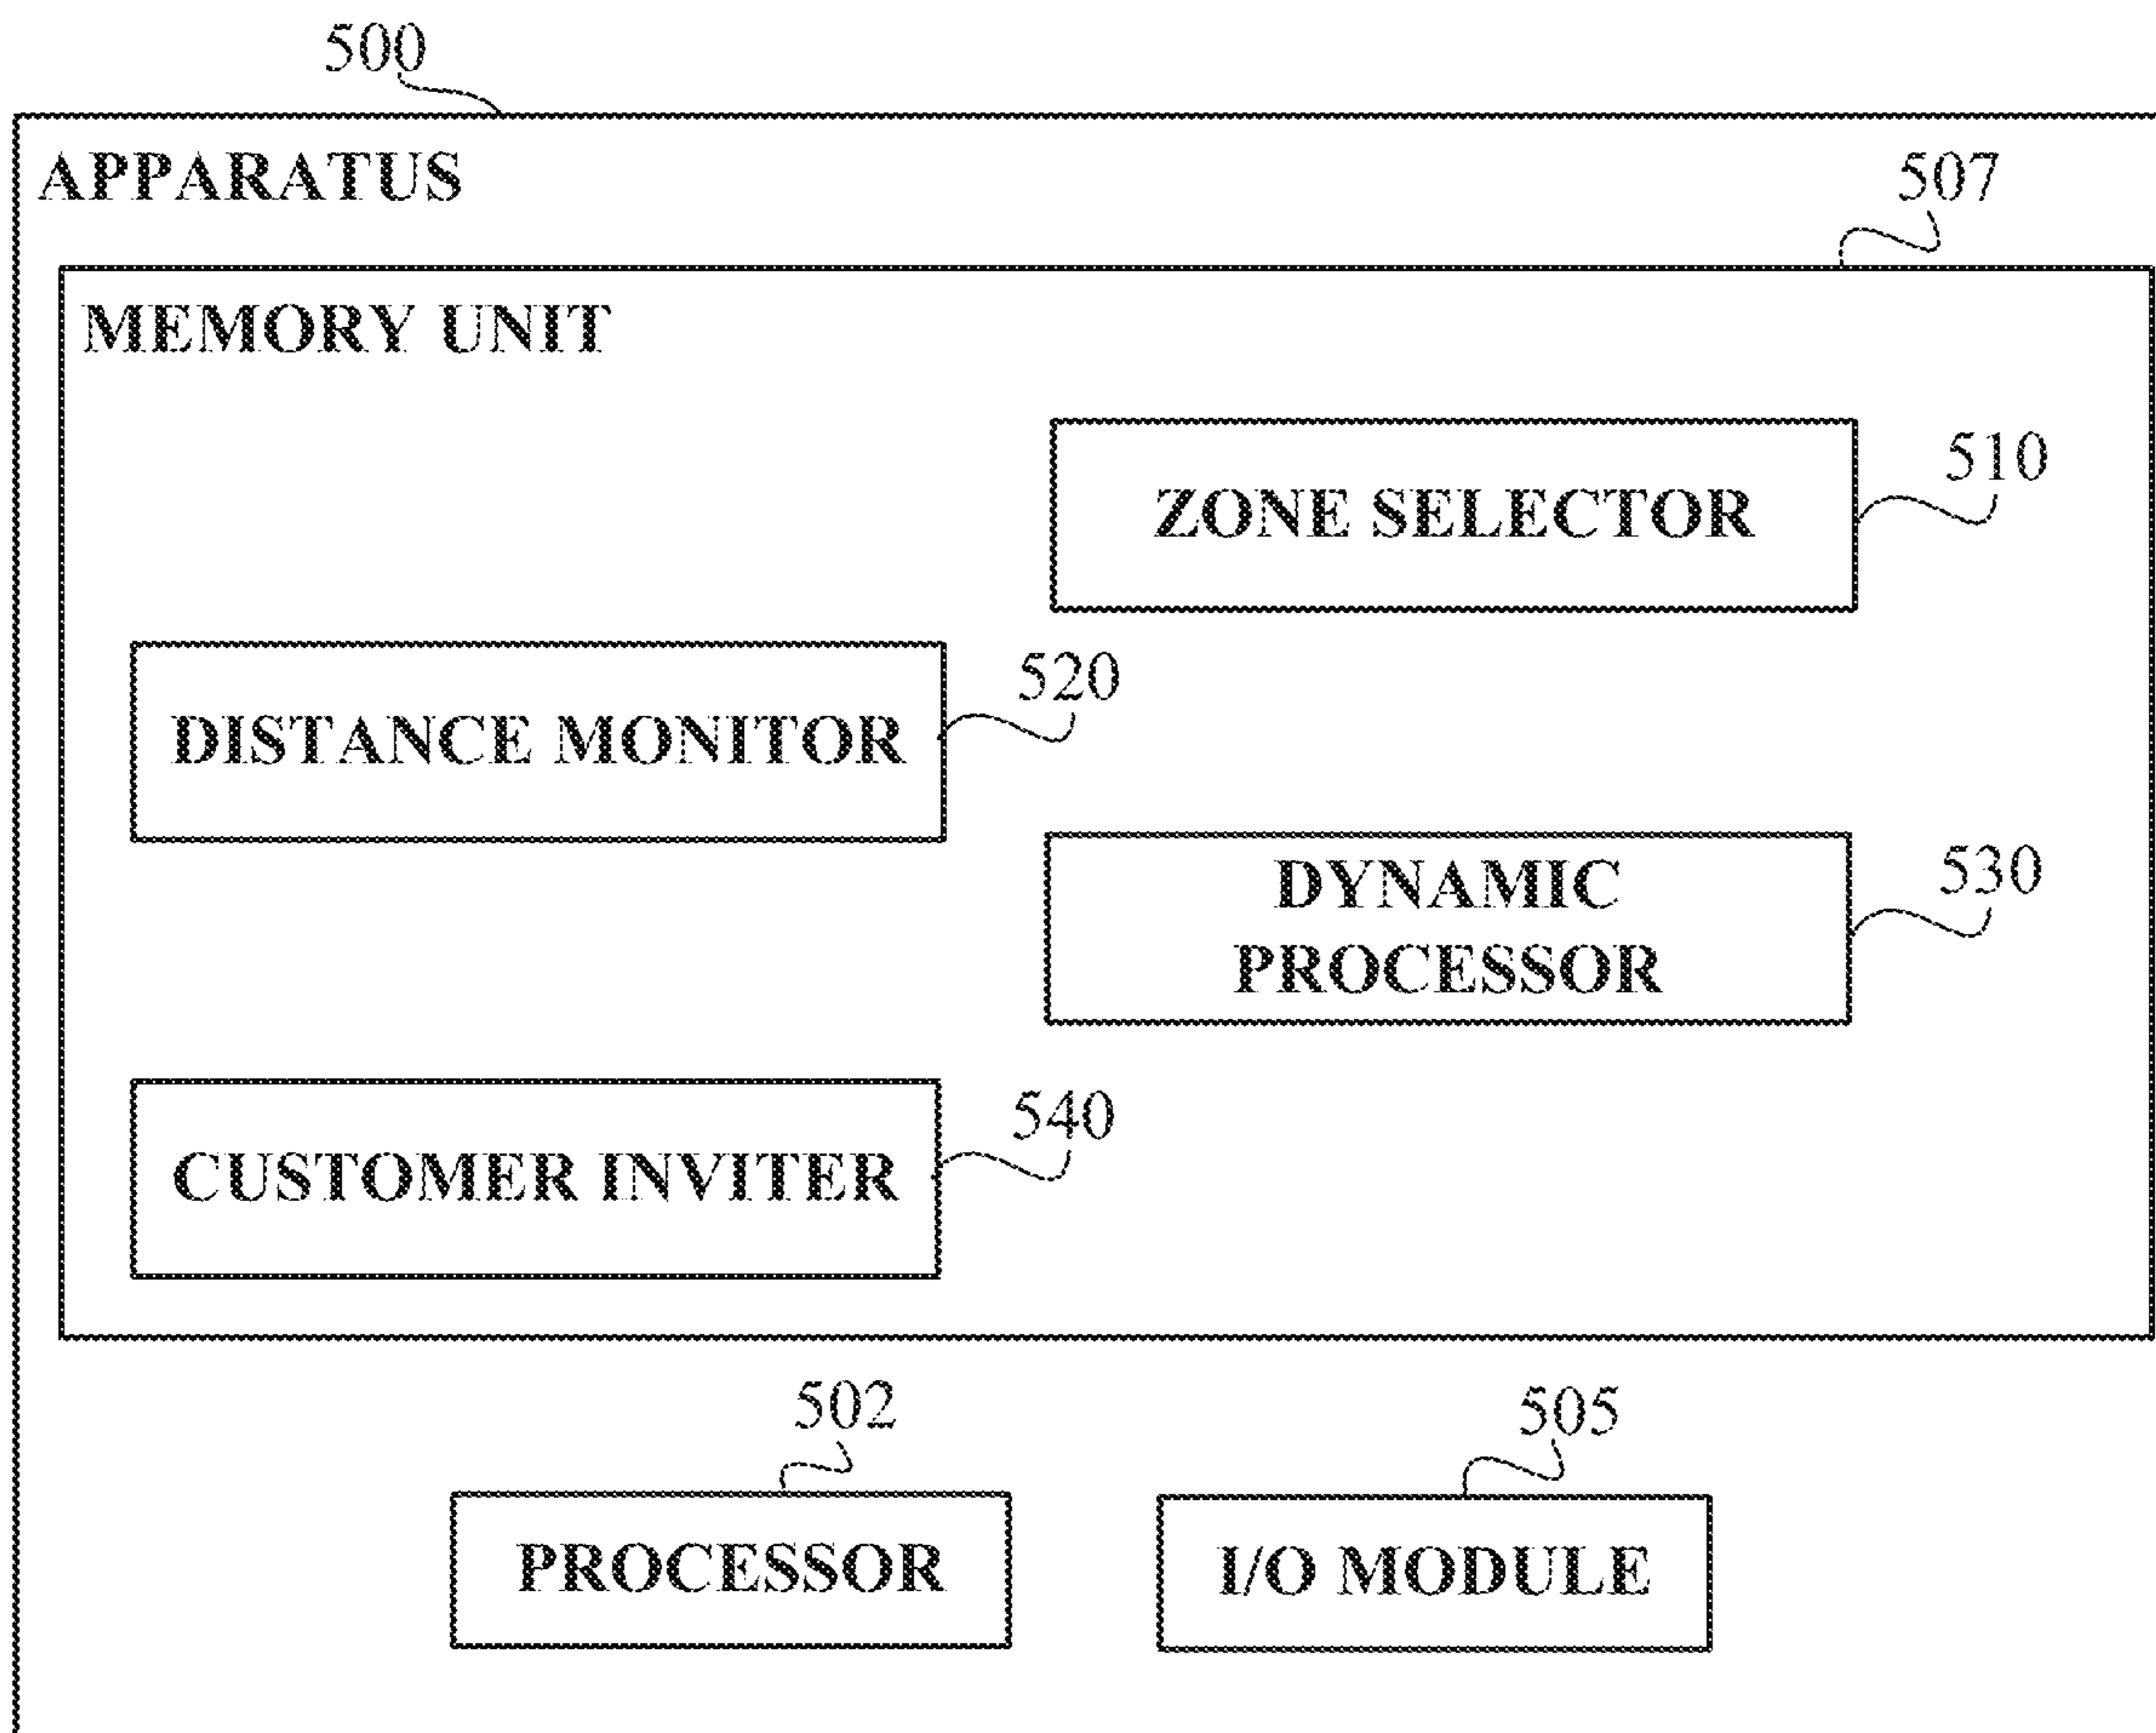 500
APPARATUS
507
MEMORY UNIT
510
ZONE SELECTOR
520
DISTANCE MONITOR
530
DYNAMIC
PROCESSOR
540
CUSTOMER INVITER
502
505
PROCESSOR
I/O MODULE